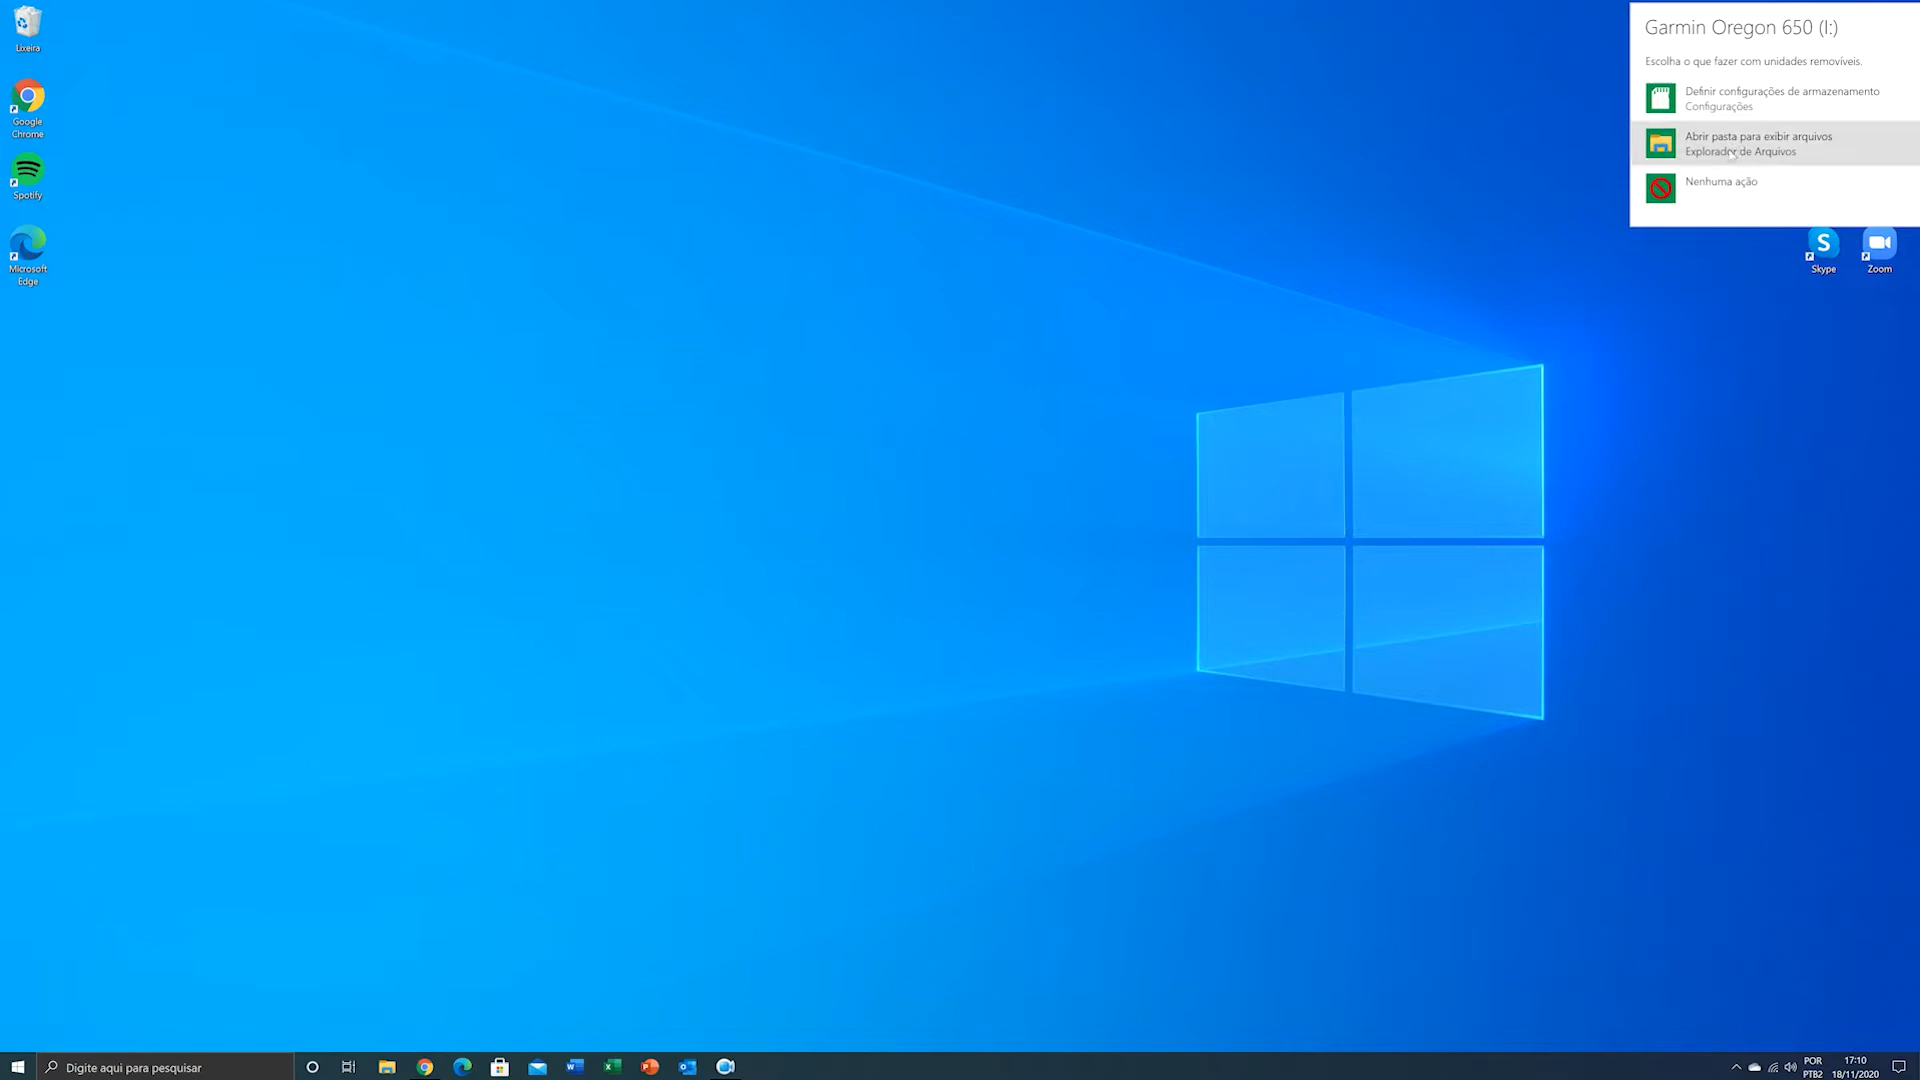 Lixeira
Google
Chrome
Spotify
Microsoft
Edge
Garmin Oregon 650 (I:)
Escolha o que fazer com unidades removíveis.
Definir configurações de armazenamento
Configurações
Abrir pasta para exibir arquivos
Explorador de Arquivos
Nenhuma ação
Skype
Zoom
Digite aqui para pesquisar
POR
PTB2
17:10
18/11/2020